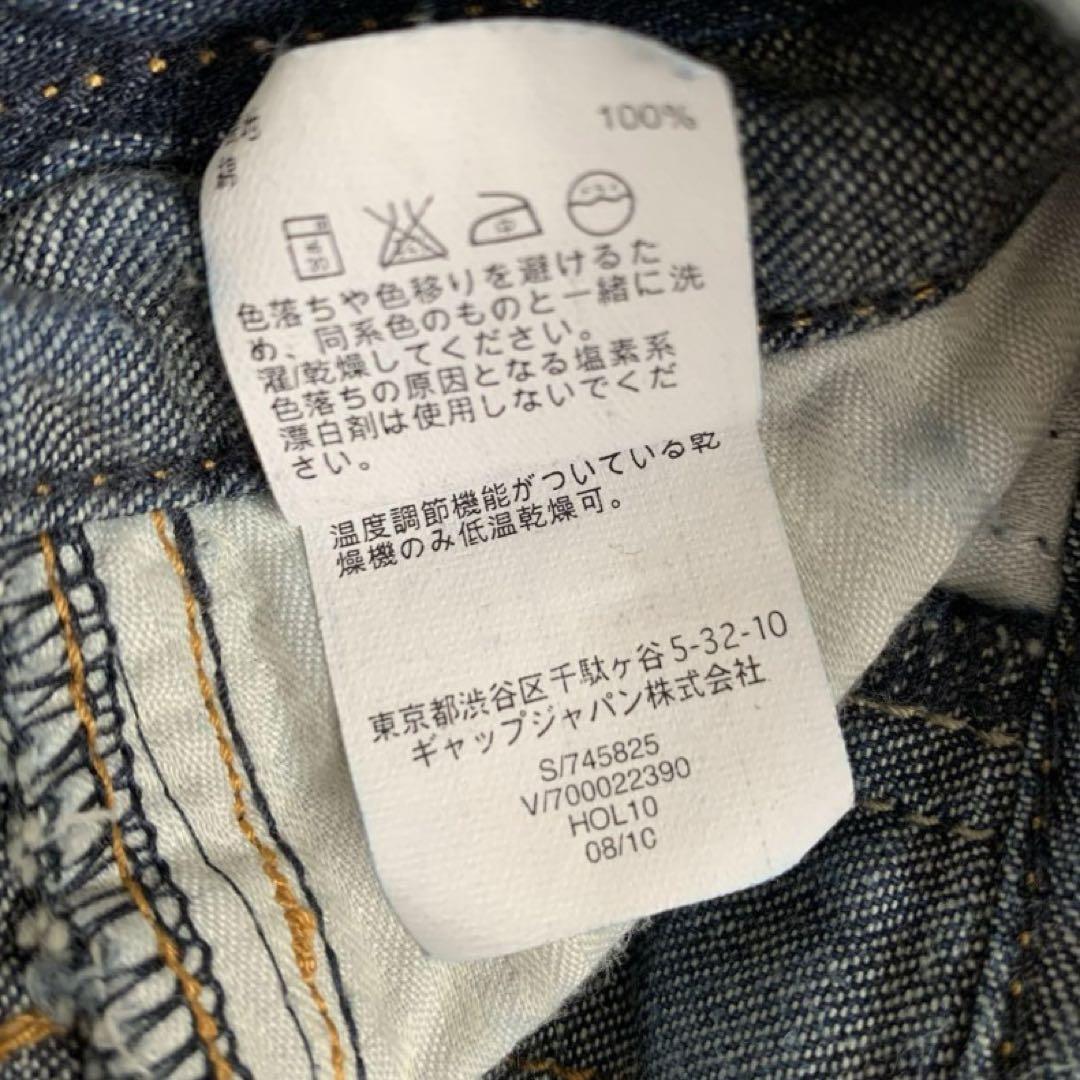 100%
綿
色落ちや色移りを避けるた
め、同系色のものと一緒に洗
濯/乾燥してください。
色落ちの原因となる塩素系
漂白剤は使用しないでくだ
さい。
温度調節機能がついている乾
燥機のみ低温乾燥可。
東京都渋谷区千駄ヶ谷5-32-10
ギャップジャパン株式会社
S/745825
V/700022390
HOL10
08/10